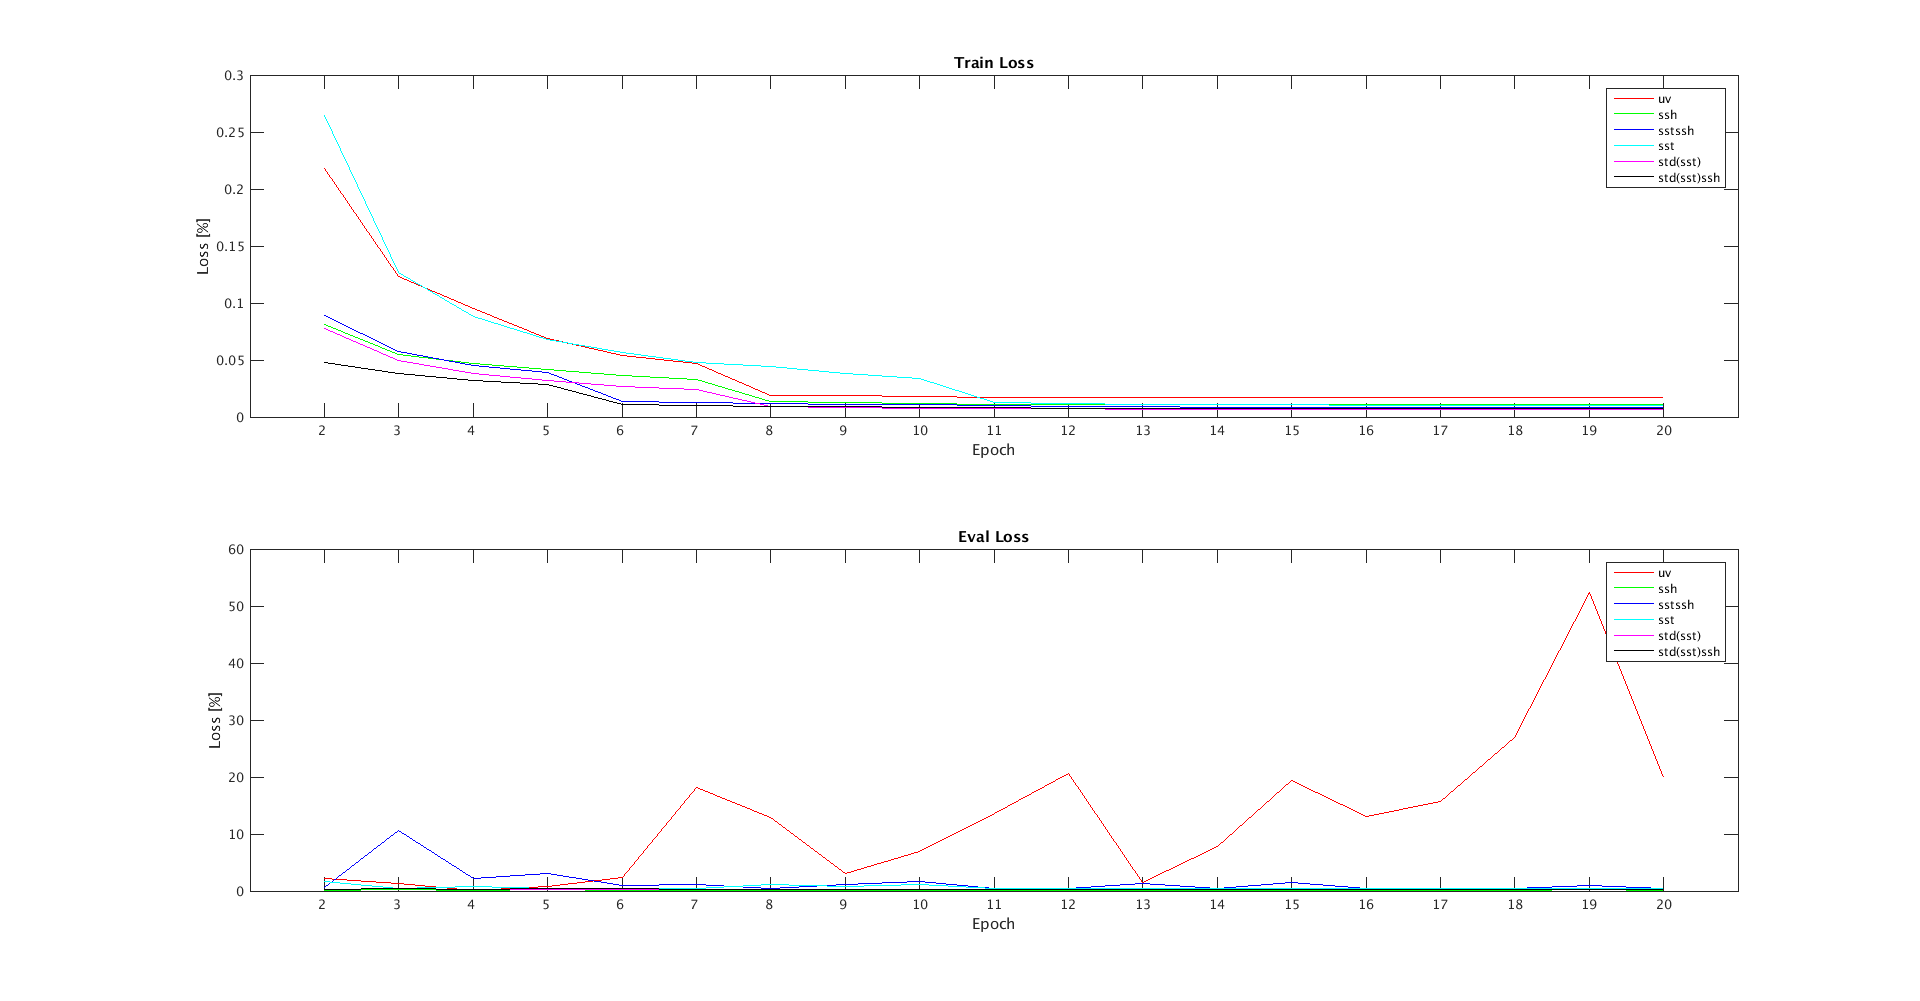 Train Loss
0.3
0.25
0.2
0.15
0.1
0.05
0
Loss [%]
uv
ssh
sstssh
sst
std(sst)
std(sst)ssh
2 3 4 5 6 7 8 9 10 11 12 13 14 15 16 17 18 19 20
Epoch
Eval Loss
60
50
40
30
20
10
0
Loss [%]
uv
ssh
sstssh
sst
std(sst)
std(sst)ssh
2 3 4 5 6 7 8 9 10 11 12 13 14 15 16 17 18 19 20
Epoch